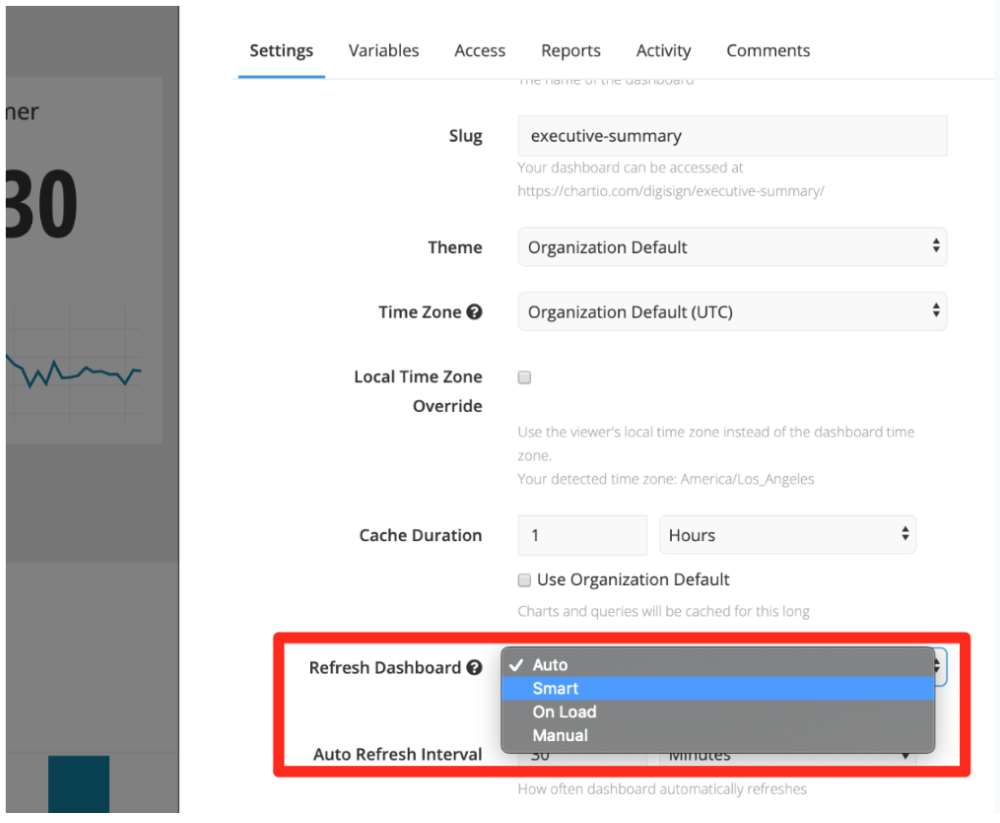 Settings Variables Access Reports Activity Comments
The name of the dashboard
30
Slug
executive-summary
Your dashboard can be accessed at
https://chartio.com/digisign/executive-summary/
Theme
Organization Default
Time Zone
Organization Default (UTC)
Local Time Zone
Override
Use the viewer's local time zone instead of the dashboard time
zone.
Your detected time zone: America/Los_Angeles
Cache Duration
1 Hours
Use Organization Default
Charts and queries will be cached for this long
Refresh Dashboard
Auto
Smart
On Load
Manual
Auto Refresh Interval
30 Minutes
How often dashboard automatically refreshes